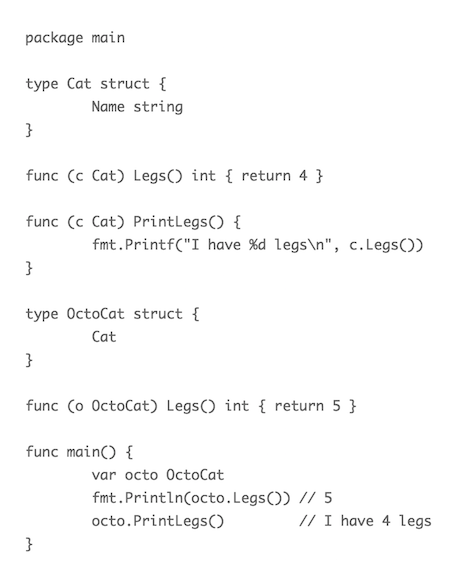 package main
type Cat struct {
        Name string
}
func (c Cat) Legs() int { return 4 }
func (c Cat) PrintLegs() {
        fmt.Printf("I have %d legs\n", c.Legs())
}
type OctoCat struct {
        Cat
}
func (o OctoCat) Legs() int { return 5 }
func main() {
        var octo OctoCat
        fmt.Println(octo.Legs()) // 5
        octo.PrintLegs()         // I have 4 legs
}